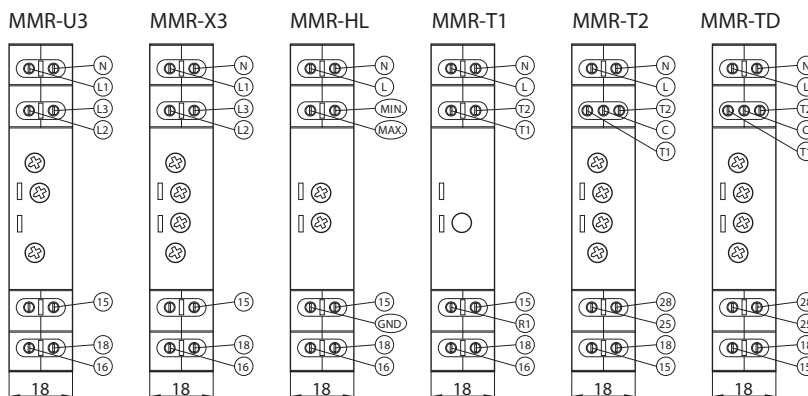 MMR-U3 MMR-X3 MMR-HL MMR-T1 MMR-T2 MMR-TD
N N N N N N
L1 L1 L L L L
L3 L3 MIN. T2 T2 T2
L2 L2 MAX. T1 C C
T1 T1
15 15 15 15 28 28
GND R1 25 25
18 18 18 18 18 18
16 16 16 16 15 15
18 18 18 18 18 18